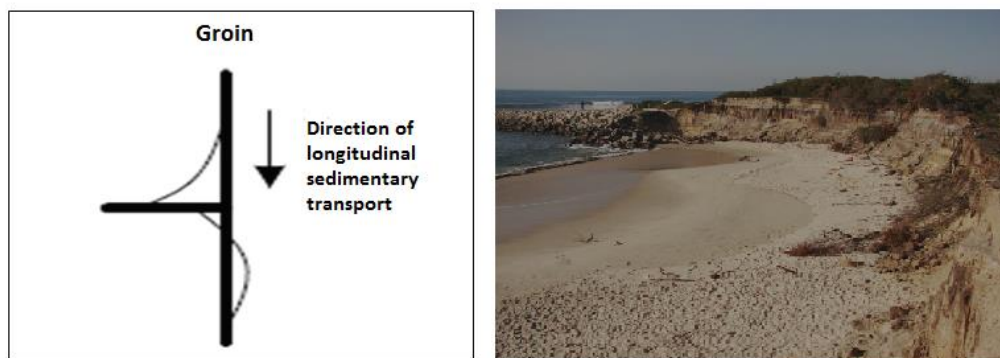 Groin
Direction of
longitudinal
sedimentary
transport